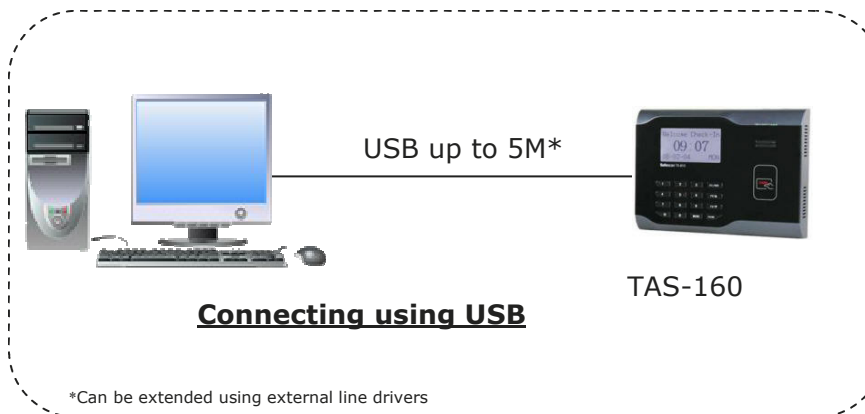 USB up to 5M*
Welcome Check-In
09 07
MON
TAS-160
Connecting using USB
*Can be extended using external line drivers